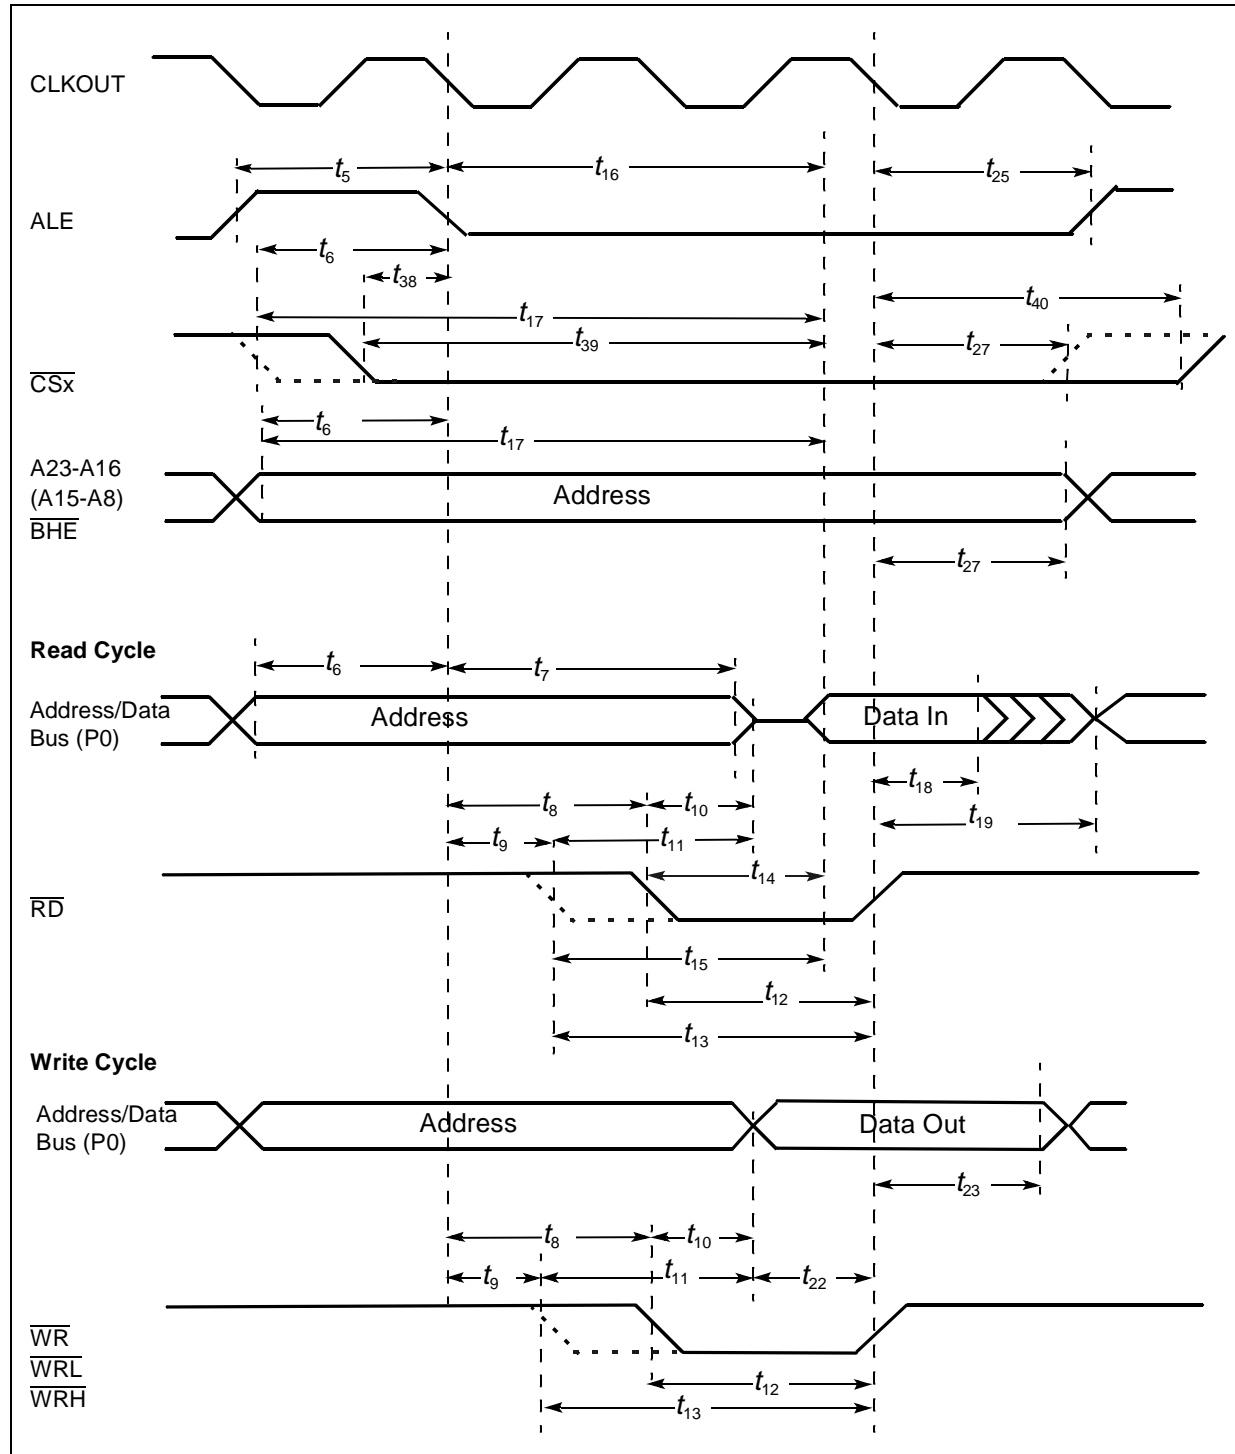 CLKOUT
t5
t16
t25
ALE
t6
t38
t40
t17
t39
t27
CSx
t6
t17
A23-A16
(A15-A8)
Address
BHE
t27
Read Cycle
t6
t7
Address/Data
Bus (P0)
Address
Data In
t18
t8
t10
t19
t9
t11
t14
RD
t15
t12
t13
Write Cycle
Address/Data
Bus (P0)
Address
Data Out
t23
t8
t10
t9
t11
t22
WR
WRL
WRH
t12
t13